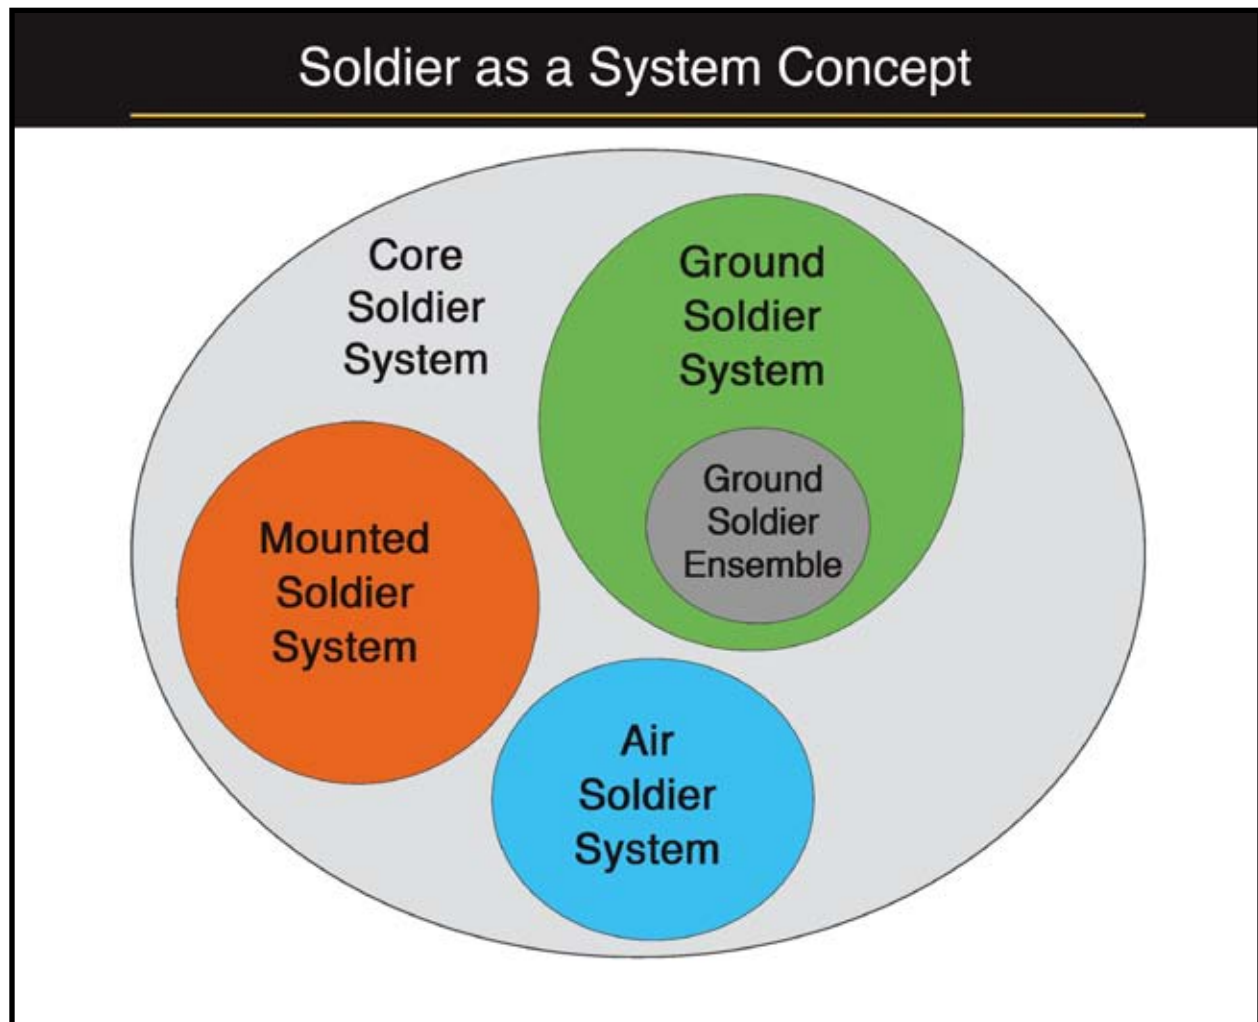 Soldier as a System Concept
Core
Soldier
System
Ground
Soldier
System
Ground
Soldier
Ensemble
Mounted
Soldier
System
Air
Soldier
System